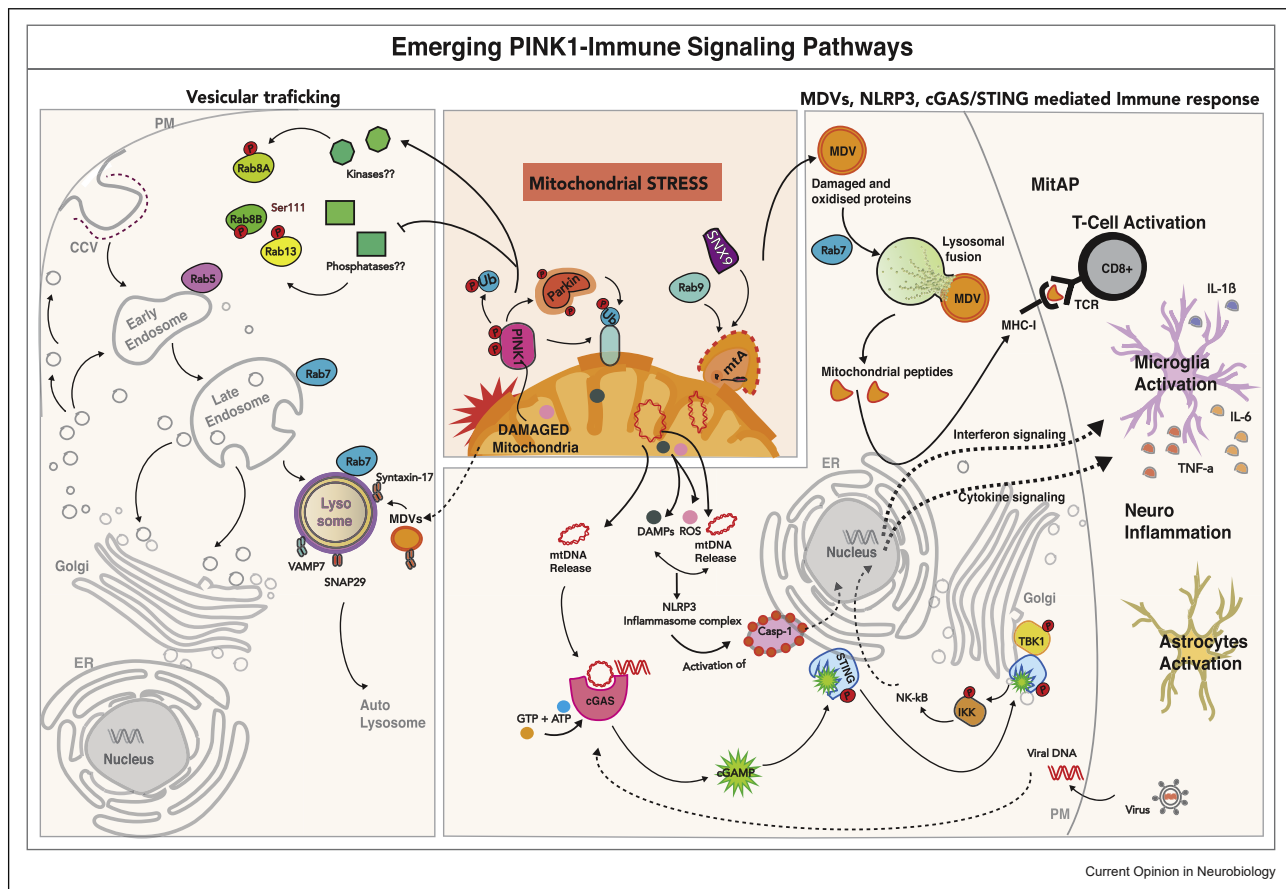 Emerging PINK1-Immune Signaling Pathways
Vesicular traficking
MDVs, NLRP3, cGAS/STING mediated Immune response
PM
P
Rab8A
Kinases??
Rab8B
Ser111
P
P
Rab13
Phosphatases??
CCV
Rab5
Early
Endosome
Rab7
Late
Endosome
Rab7
Syntaxin-17
Lyso
some
MDVs
VAMP7
SNAP29
Golgi
ER
Nucleus
Auto
Lysosome
Mitochondrial STRESS
P
Ub
P
Parkin
P
P
Ub
P
P
PINK1
SNX9
Rab9
mtA
DAMAGED
Mitochondria
mtDNA
Release
DAMPs
ROS
mtDNA
Release
NLRP3
Inflammasome complex
Activation of
Casp-1
cGAS
GTP + ATP
cGAMP
STING
P
MDV
Damaged and
oxidised proteins
Rab7
Lysosomal
fusion
MDV
Mitochondrial peptides
MHC-I
MitAP
T-Cell Activation
CD8+
TCR
IL-1ß
Microglia
Activation
IL-6
TNF-a
Interferon signaling
Cytokine signaling
ER
Nucleus
Golgi
Neuro
Inflammation
TBK1
P
P
P
IKK
NK-kB
Astrocytes
Activation
Viral DNA
PM
Virus
Current Opinion in Neurobiology